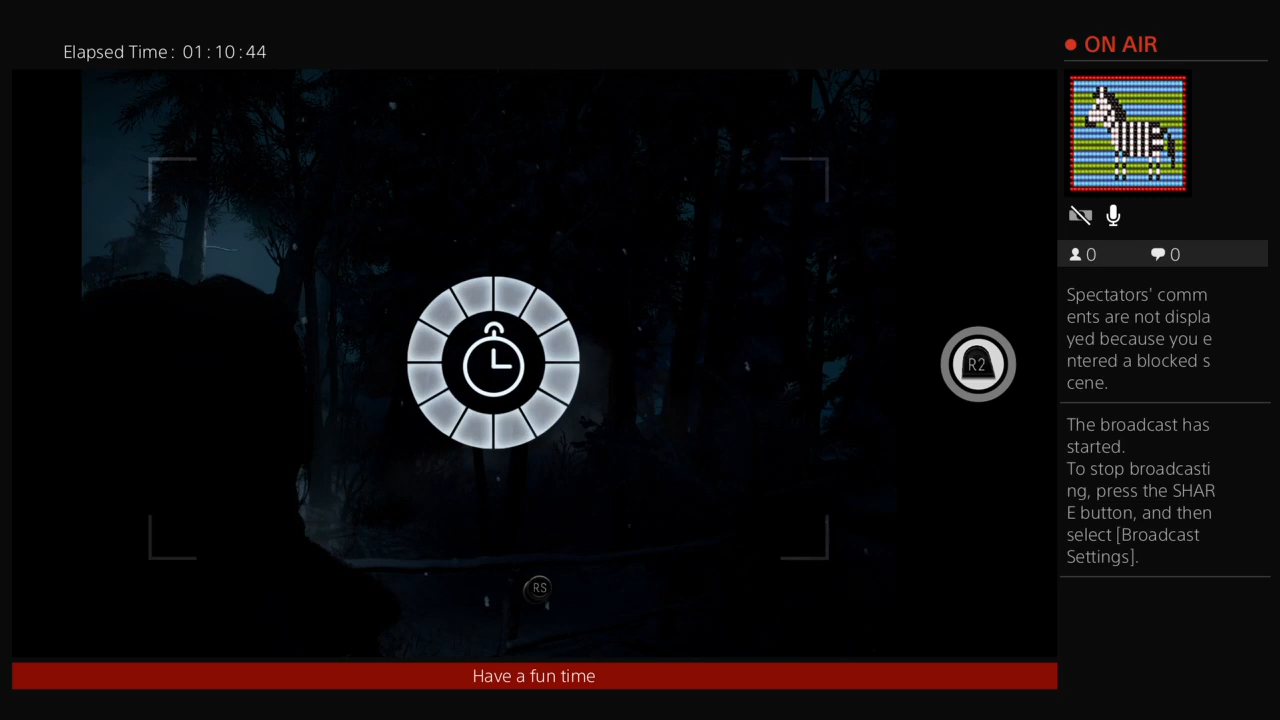 Elapsed Time: 01:10:44
ON AIR
0
0
Spectators' comm
ents are not displa
yed because you e
ntered a blocked s
cene.
The broadcast has
started.
To stop broadcasti
ng, press the SHAR
E button, and then
select [Broadcast
Settings].
R2
RS
Have a fun time